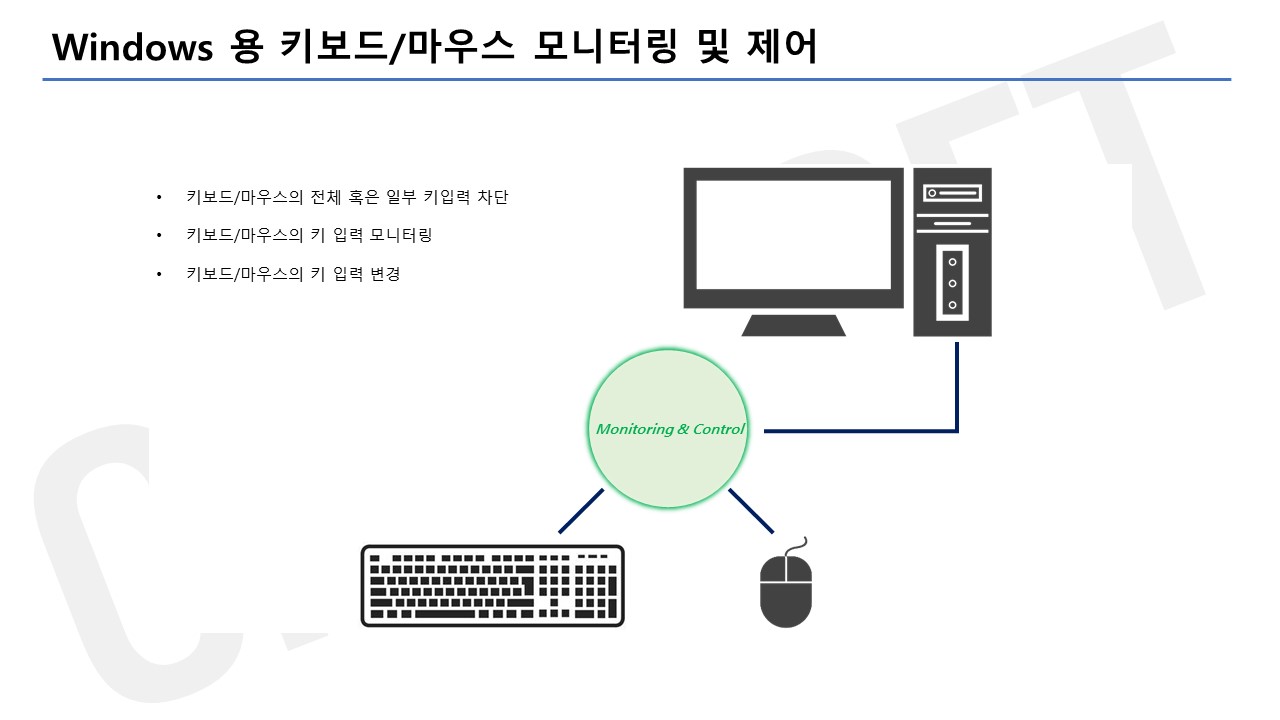 Windows 용 키보드/마우스 모니터링 및 제어
• 키보드/마우스의 전체 혹은 일부 키입력 차단
• 키보드/마우스의 키 입력 모니터링
• 키보드/마우스의 키 입력 변경
Monitoring & Control